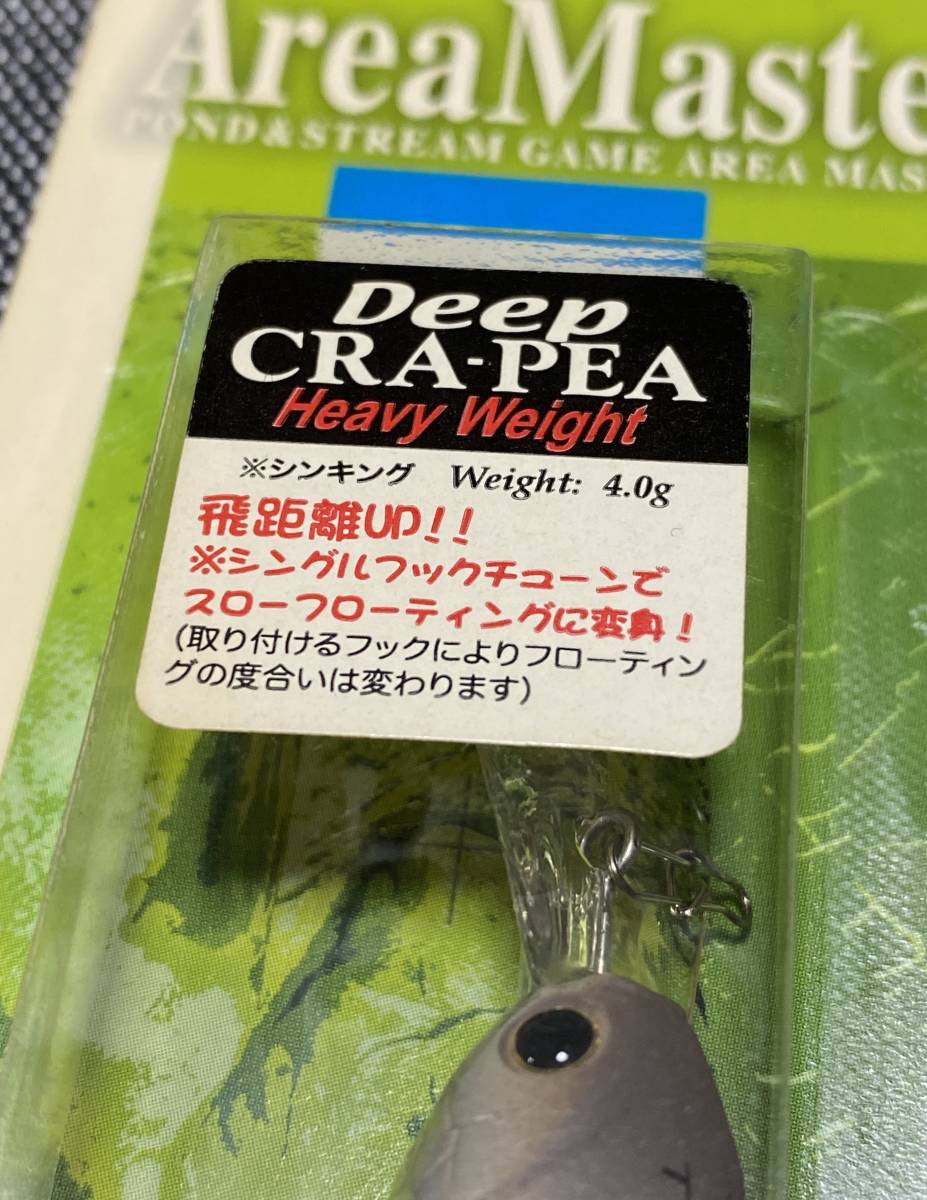 AreaMaste
POND & STREAM GAME AREA MAS
Deep
CRA-PEA
Heavy Weight
※シンキング Weight: 4.0g
飛距離UP!!
※シングルフックチューンで
スローフローティングに変身!
(取り付けるフックによりフローティン
グの度合いは変わります)